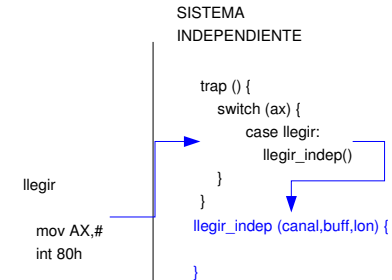 SISTEMA
INDEPENDIENTE
trap () {
switch (ax) {
case llegir:
llegir_indep()
}
}
llegir
mov AX,#
int 80h
llegir_indep (canal,buff,lon) {
}